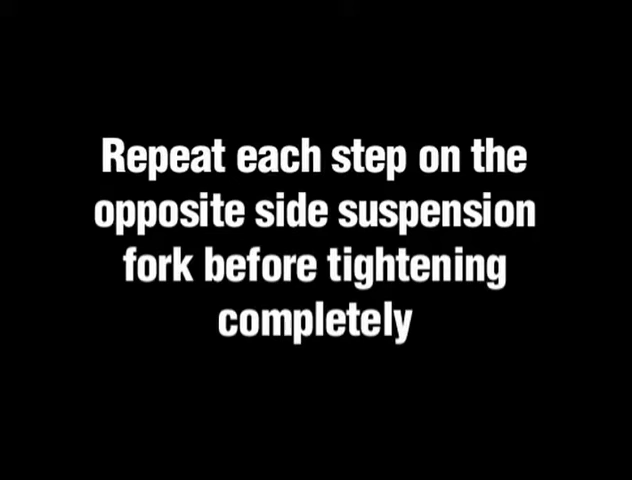 Repeat each step on the
opposite side suspension
fork before tightening
completely